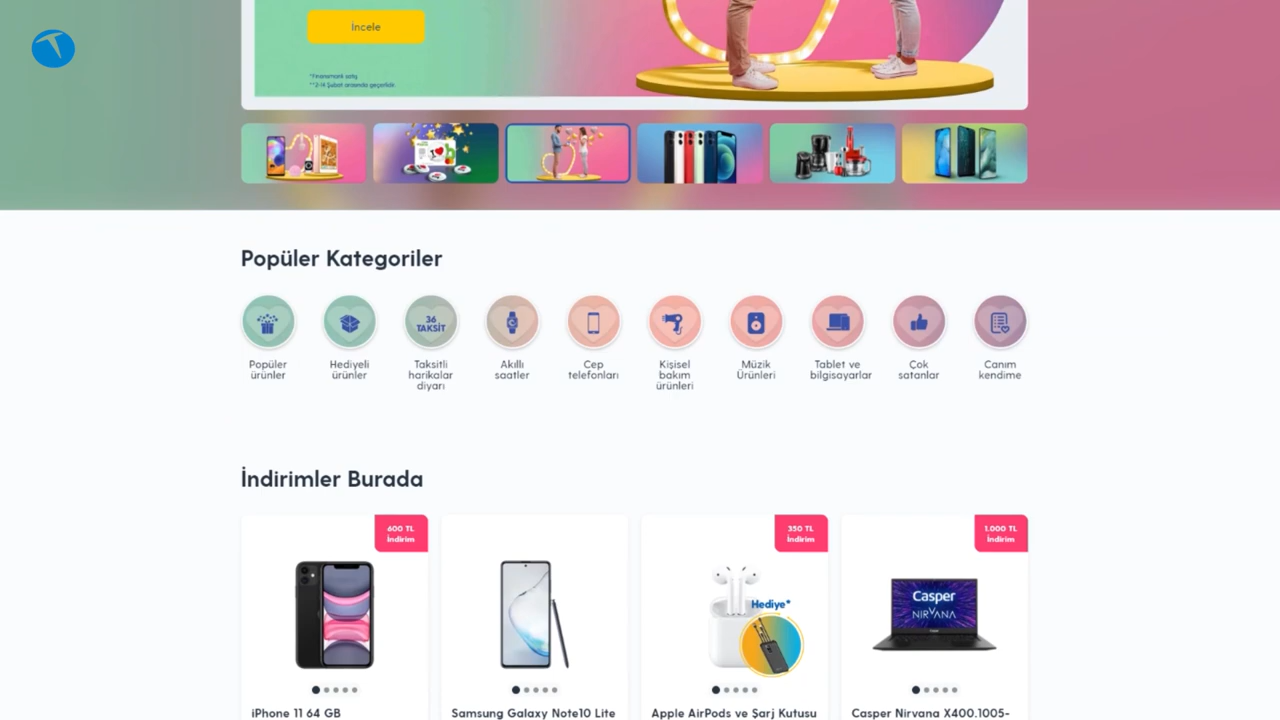 İncele
*Finansmanlı satış
**2-14 Şubat arasında geçerlidir.
Popüler Kategoriler
36
TAKSİT
Popüler
ürünler
Hediyeli
ürünler
Taksitli
harikalar
diyarı
Akıllı
saatler
Cep
telefonları
Kişisel
bakım
ürünleri
Müzik
Ürünleri
Tablet ve
bilgisayarlar
Çok
satanlar
Canım
kendime
İndirimler Burada
600 TL
İndirim
350 TL
İndirim
1.000 TL
İndirim
Hediye*
Casper
NIRVANA
iPhone 11 64 GB
Samsung Galaxy Note10 Lite
Apple AirPods ve Şarj Kutusu
Casper Nirvana X400.1005-